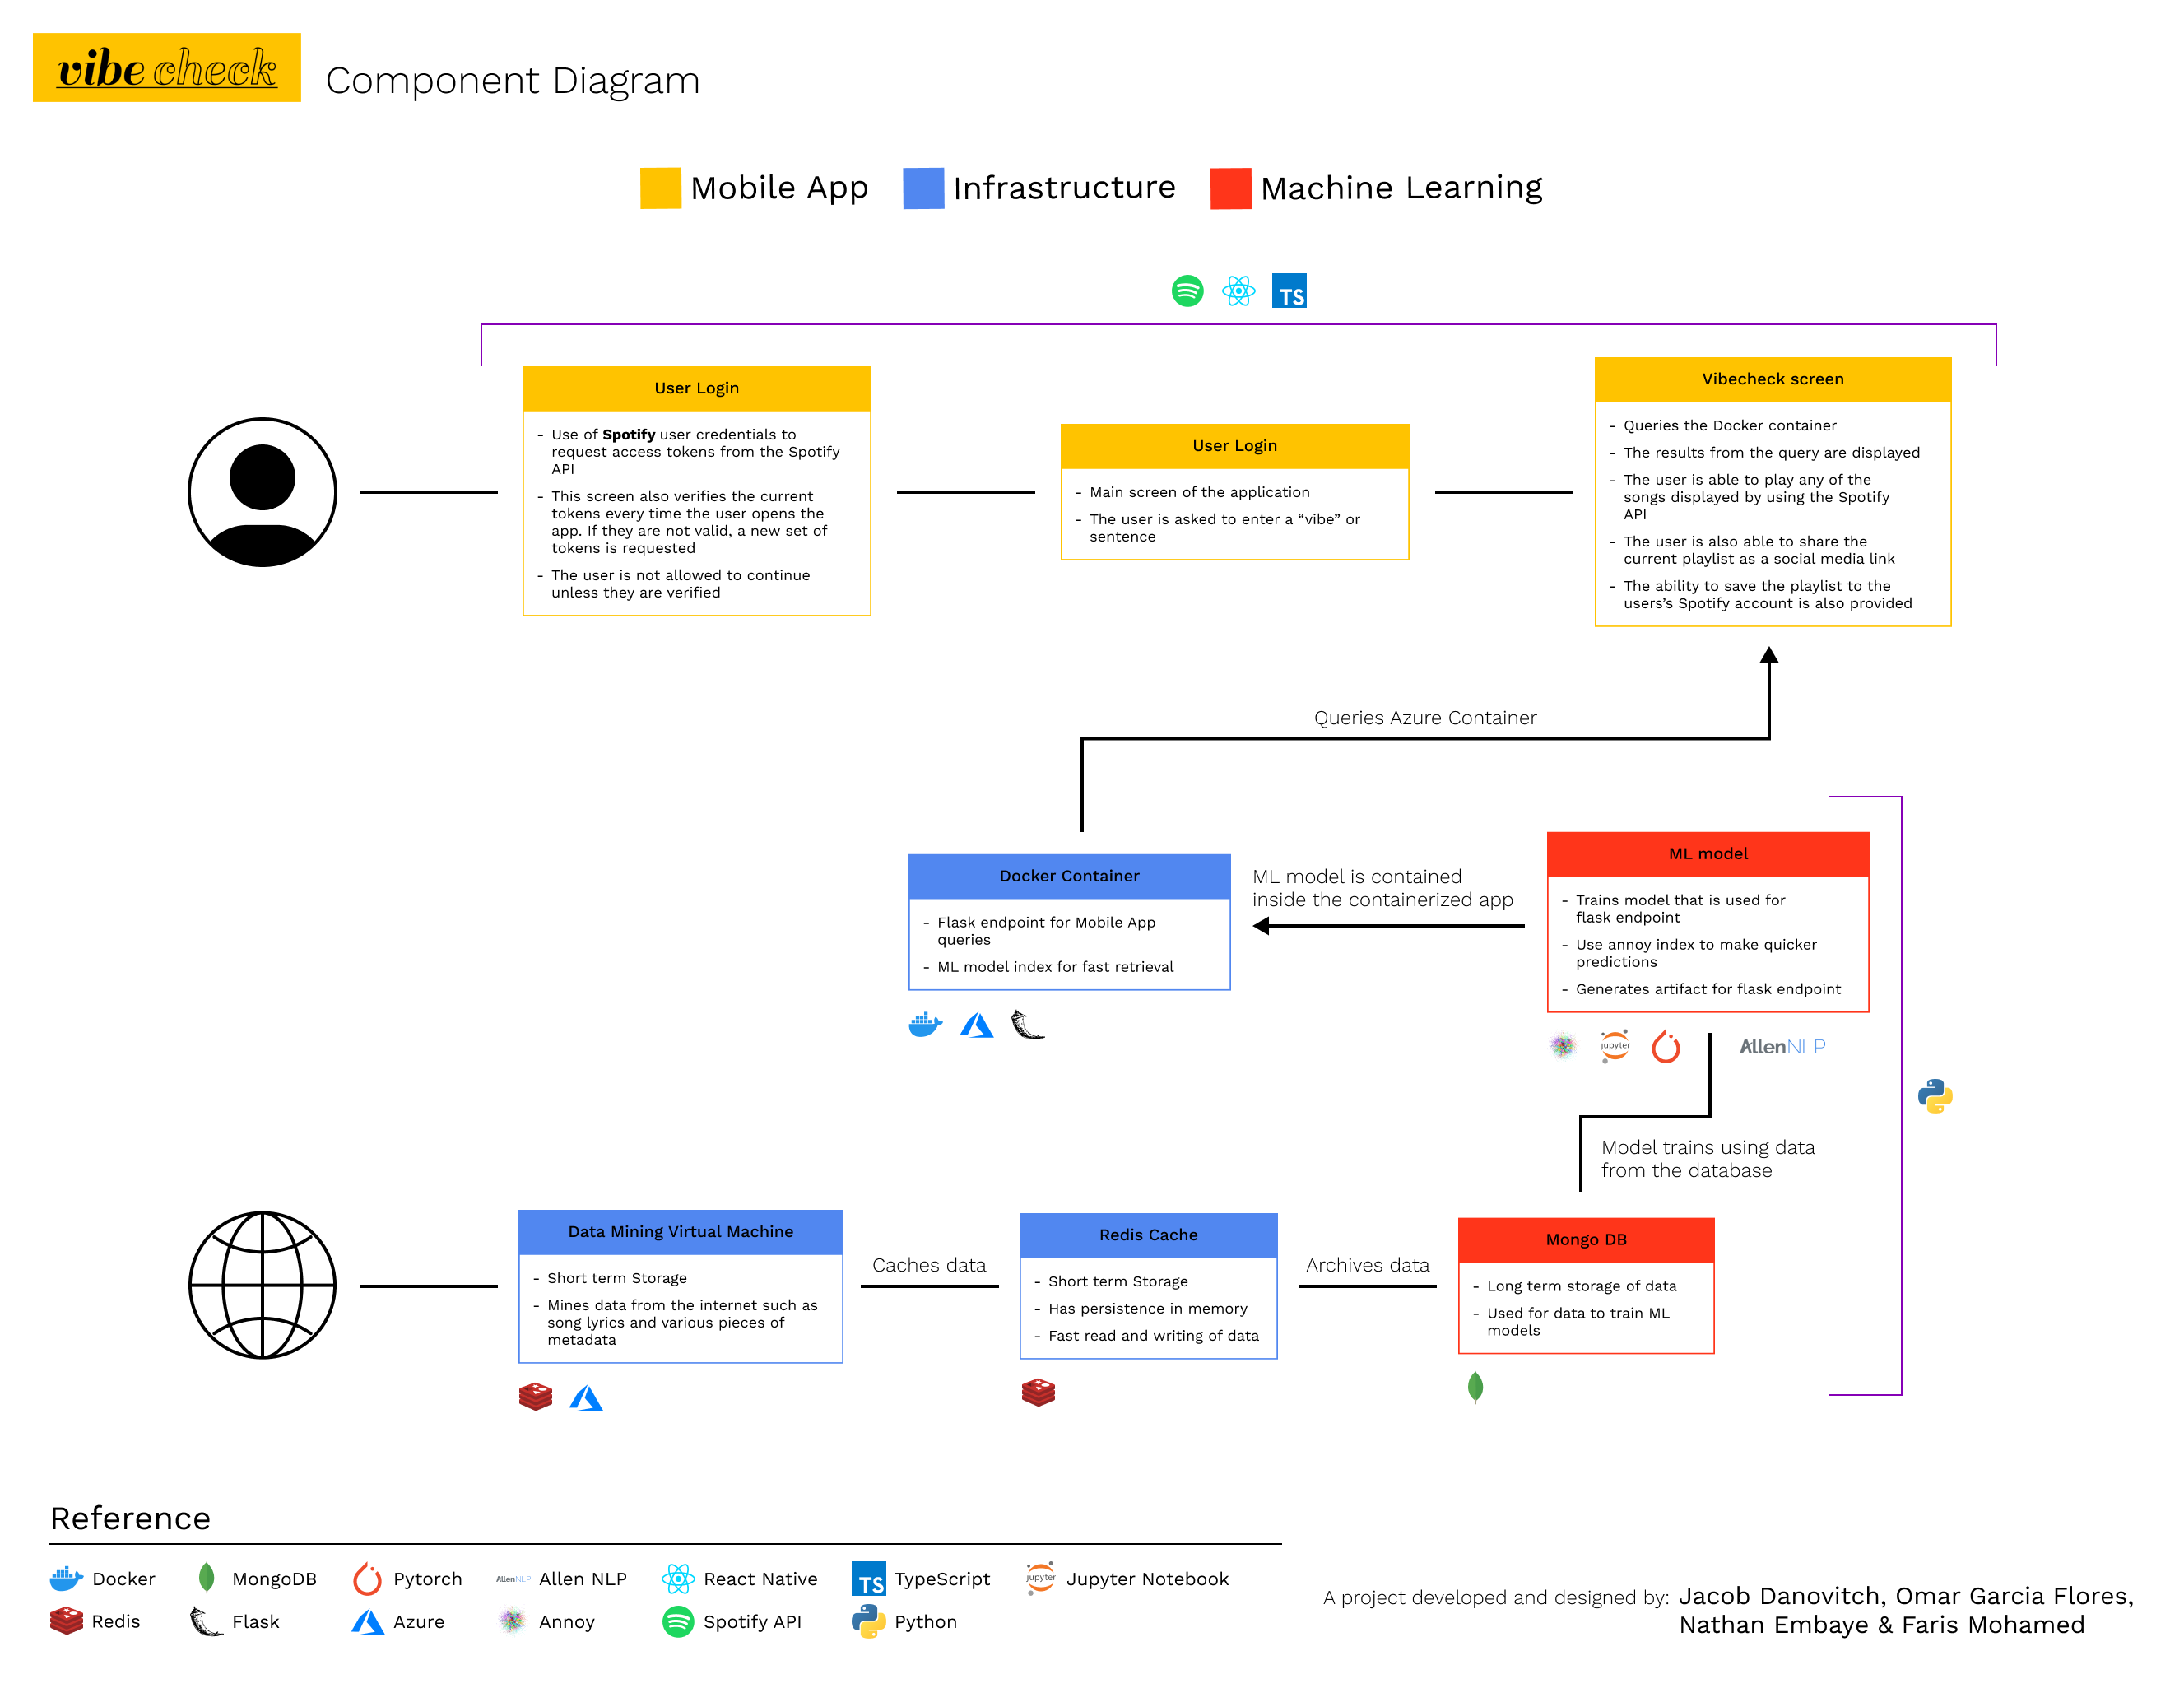 vibe check
Component Diagram
Mobile App
Infrastructure
Machine Learning
TS
User Login
- Use of Spotify user credentials to
request access tokens from the Spotify
API
- This screen also verifies the current
tokens every time the user opens the
app. If they are not valid, a new set of
tokens is requested
- The user is not allowed to continue
unless they are verified
User Login
- Main screen of the application
- The user is asked to enter a “vibe” or
sentence
Vibecheck screen
- Queries the Docker container
- The results from the query are displayed
- The user is able to play any of the
songs displayed by using the Spotify
API
- The user is also able to share the
current playlist as a social media link
- The ability to save the playlist to the
users’s Spotify account is also provided
Queries Azure Container
Docker Container
- Flask endpoint for Mobile App
queries
- ML model index for fast retrieval
ML model is contained
inside the containerized app
ML model
- Trains model that is used for
flask endpoint
- Use annoy index to make quicker
predictions
- Generates artifact for flask endpoint
jupyter
AllenNLP
Model trains using data
from the database
Data Mining Virtual Machine
- Short term Storage
- Mines data from the internet such as
song lyrics and various pieces of
metadata
Caches data
Redis Cache
- Short term Storage
- Has persistence in memory
- Fast read and writing of data
Archives data
Mongo DB
- Long term storage of data
- Used for data to train ML
models
Reference
Docker
MongoDB
Pytorch
AllenNLP
Allen NLP
React Native
TS
TypeScript
jupyter
Jupyter Notebook
Redis
Flask
Azure
Annoy
Spotify API
Python
A project developed and designed by: Jacob Danovitch, Omar Garcia Flores,
Nathan Embaye & Faris Mohamed